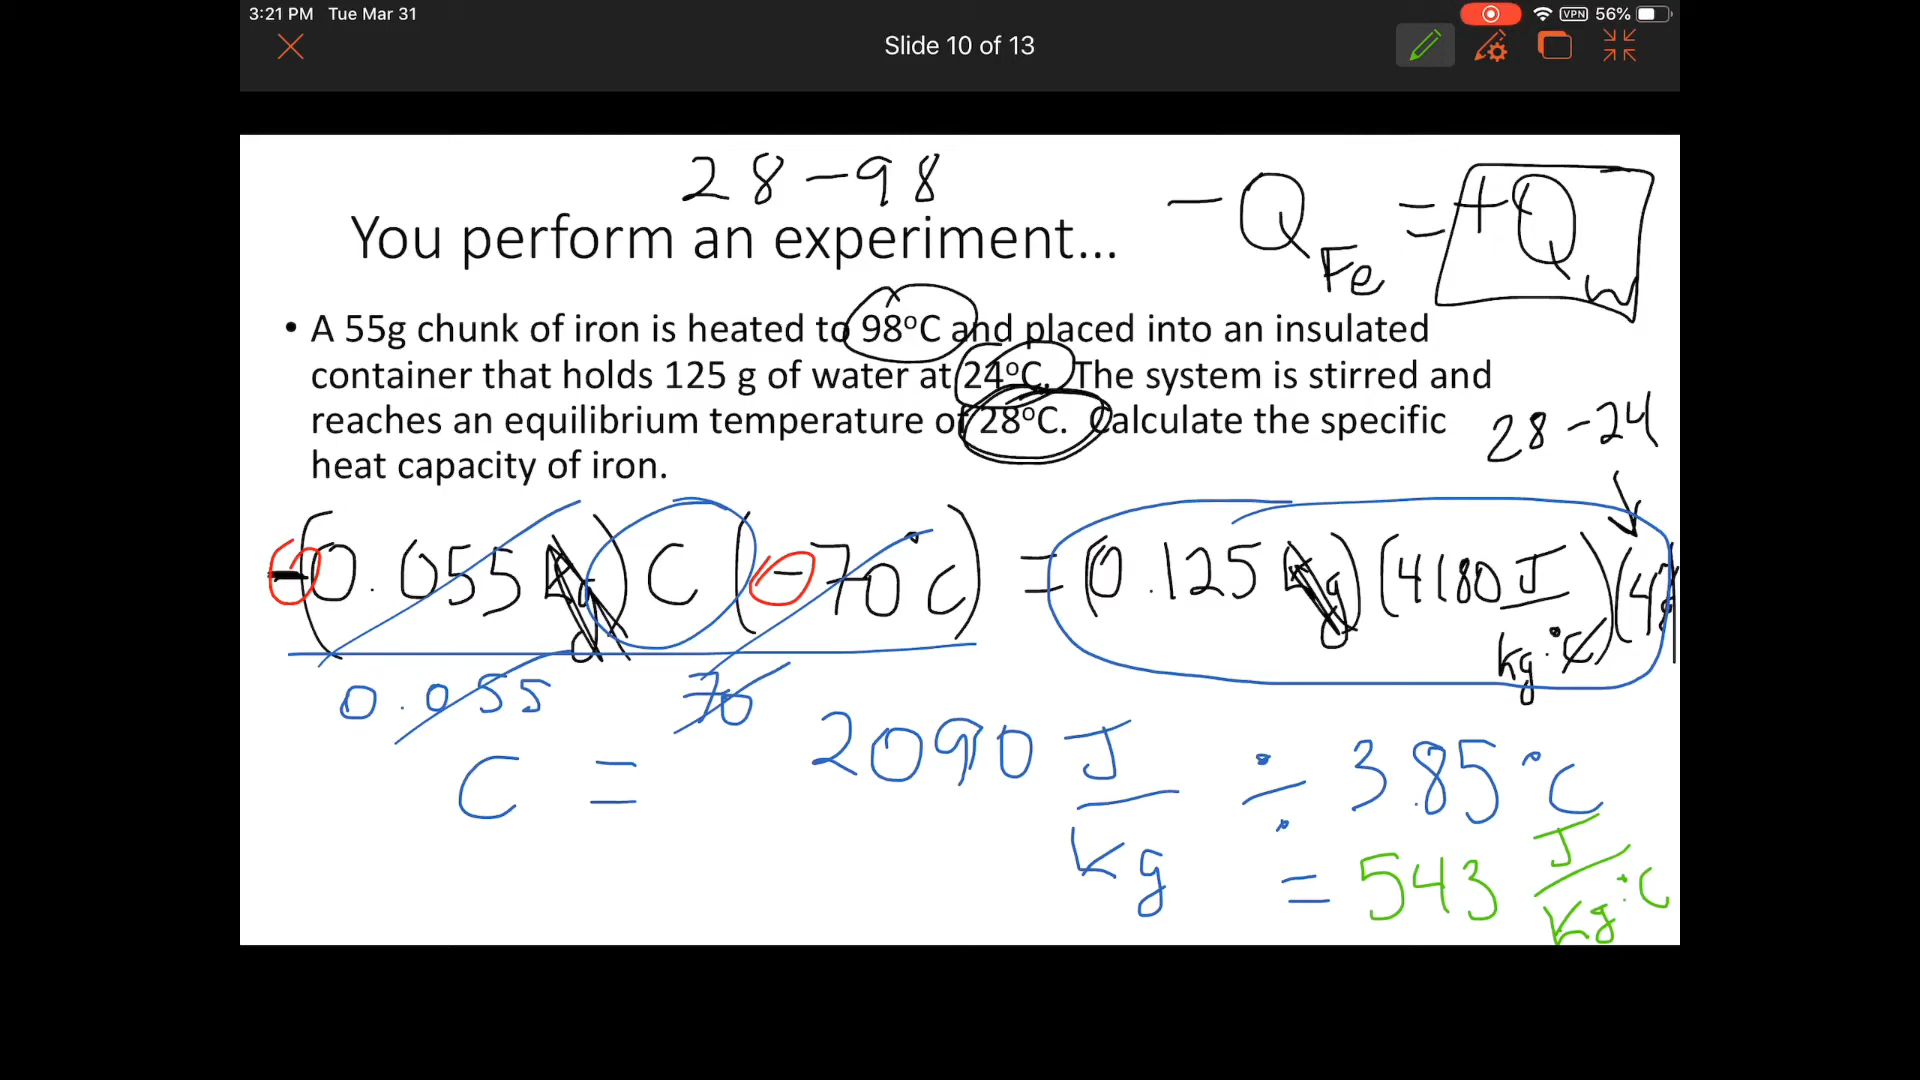 3:21 PM Tue Mar 31
VPN 56%
Slide 10 of 13
28-98
-Q Fe = +Q w
You perform an experiment...
• A 55g chunk of iron is heated to 98°C and placed into an insulated
container that holds 125 g of water at 24°C. The system is stirred and
reaches an equilibrium temperature of 28°C. Calculate the specific
heat capacity of iron.
28-24
-(0.055 kg) C (-70°C) = (0.125 kg) (4180 J / kg·°C) (4
0.055 70
C = 2090 J / kg ÷ 3.85 °C
= 543 J / kg·°C